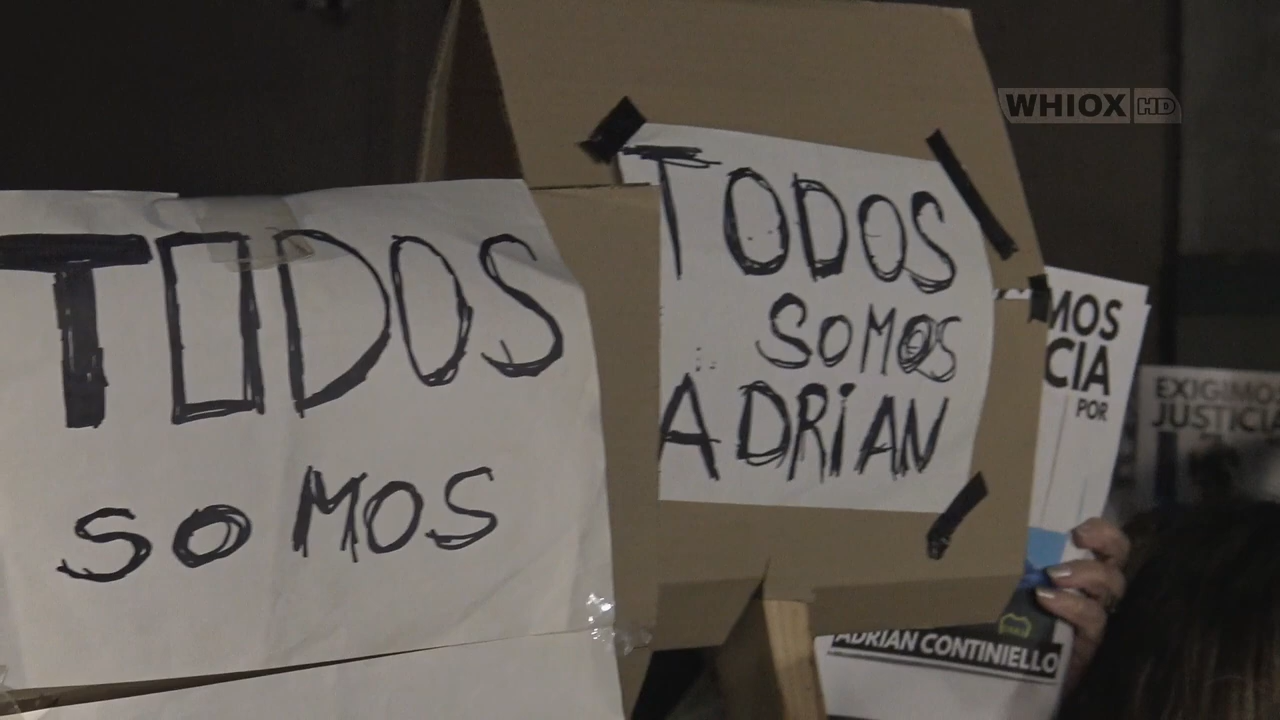 WHIOX HD
TODOS
SOMOS
TODOS
SOMOS
ADRIAN
MOS
CIA
POR
ADRIAN CONTINIELLO
EXIGIMOS
JUSTICIA